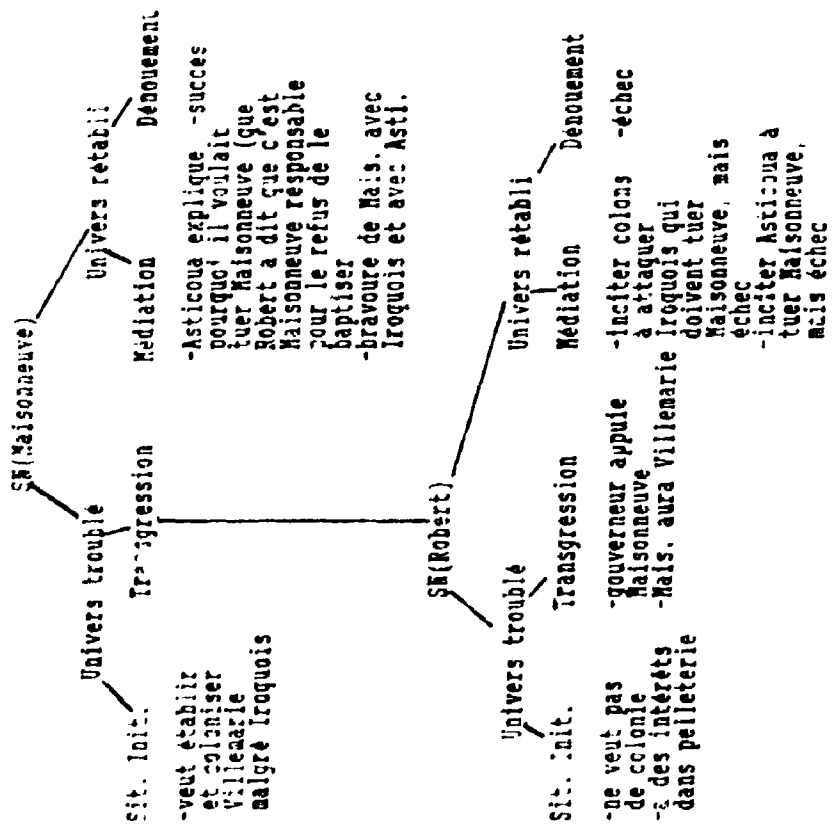 SN(Maisonneuve)
Univers troublé
Univers rétabli
Sit. Init.
Transgression
Médiation
Dénouement
-veut établir
et coloniser
Villemarie
malgré Iroquois
-Asticoua explique
pourquoi il voulait
tuer Maisonneuve (que
Robert a dit que c'est
Maisonneuve responsable
pour le refus de le
baptiser
-bravoure de Mais. avec
Iroquois et avec Asti.
-succes
SN(Robert)
Univers troublé
Univers rétabli
Sit. Init.
Transgression
Médiation
Dénouement
-ne veut pas
de colonie
-a des intérêts
dans pelleterie
-gouverneur appuie
Maisonneuve
-Mais. aura Villemarie
-inciter colons
à attaquer
Iroquois qui
doivent tuer
Maisonneuve, mais
échec
-inciter Asticoua à
tuer Maisonneuve,
mais échec
-échec